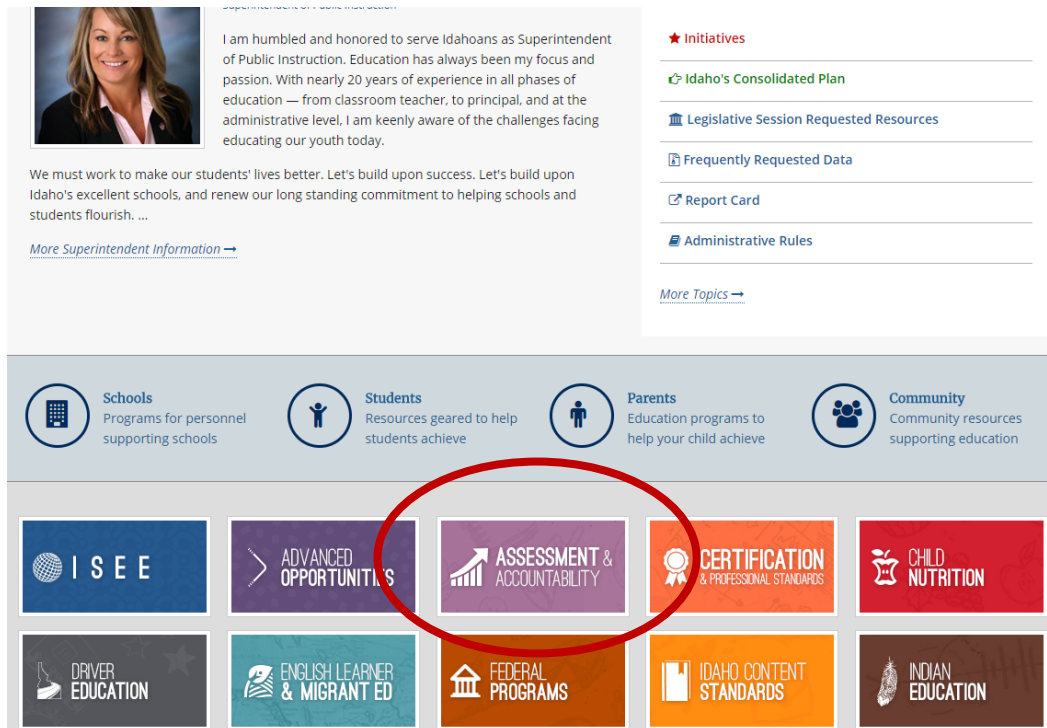 Superintendent of Public Instruction
I am humbled and honored to serve Idahoans as Superintendent
of Public Instruction. Education has always been my focus and
passion. With nearly 20 years of experience in all phases of
education — from classroom teacher, to principal, and at the
administrative level, I am keenly aware of the challenges facing
educating our youth today.
We must work to make our students' lives better. Let's build upon success. Let's build upon
Idaho's excellent schools, and renew our long standing commitment to helping schools and
students flourish. ...
More Superintendent Information →
Initiatives
Idaho's Consolidated Plan
Legislative Session Requested Resources
Frequently Requested Data
Report Card
Administrative Rules
More Topics →
Schools
Programs for personnel
supporting schools
Students
Resources geared to help
students achieve
Parents
Education programs to
help your child achieve
Community
Community resources
supporting education
ISEE
ADVANCED
OPPORTUNITIES
ASSESSMENT &
ACCOUNTABILITY
CERTIFICATION
& PROFESSIONAL STANDARDS
CHILD
NUTRITION
DRIVER
EDUCATION
ENGLISH LEARNER
& MIGRANT ED
FEDERAL
PROGRAMS
IDAHO CONTENT
STANDARDS
INDIAN
EDUCATION